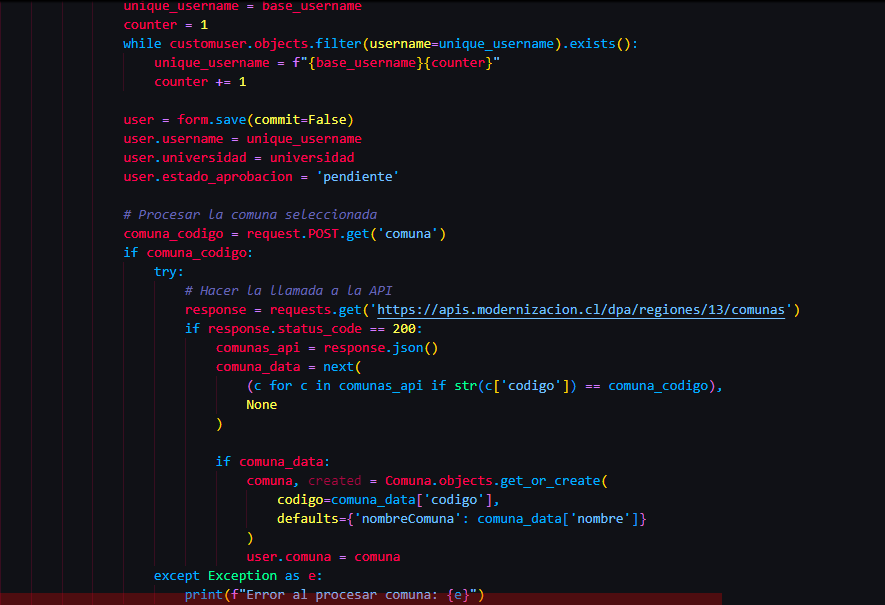 unique_username = base_username
counter = 1
while customuser.objects.filter(username=unique_username).exists():
unique_username = f"{base_username}{counter}"
counter += 1
user = form.save(commit=False)
user.username = unique_username
user.universidad = universidad
user.estado_aprobacion = 'pendiente'
# Procesar la comuna seleccionada
comuna_codigo = request.POST.get('comuna')
if comuna_codigo:
try:
# Hacer la llamada a la API
response = requests.get('https://apis.modernizacion.cl/dpa/regiones/13/comunas')
if response.status_code == 200:
comunas_api = response.json()
comuna_data = next(
(c for c in comunas_api if str(c['codigo']) == comuna_codigo),
None
)
if comuna_data:
comuna, created = Comuna.objects.get_or_create(
codigo=comuna_data['codigo'],
defaults={'nombreComuna': comuna_data['nombre']}
)
user.comuna = comuna
except Exception as e:
print(f"Error al procesar comuna: {e}")